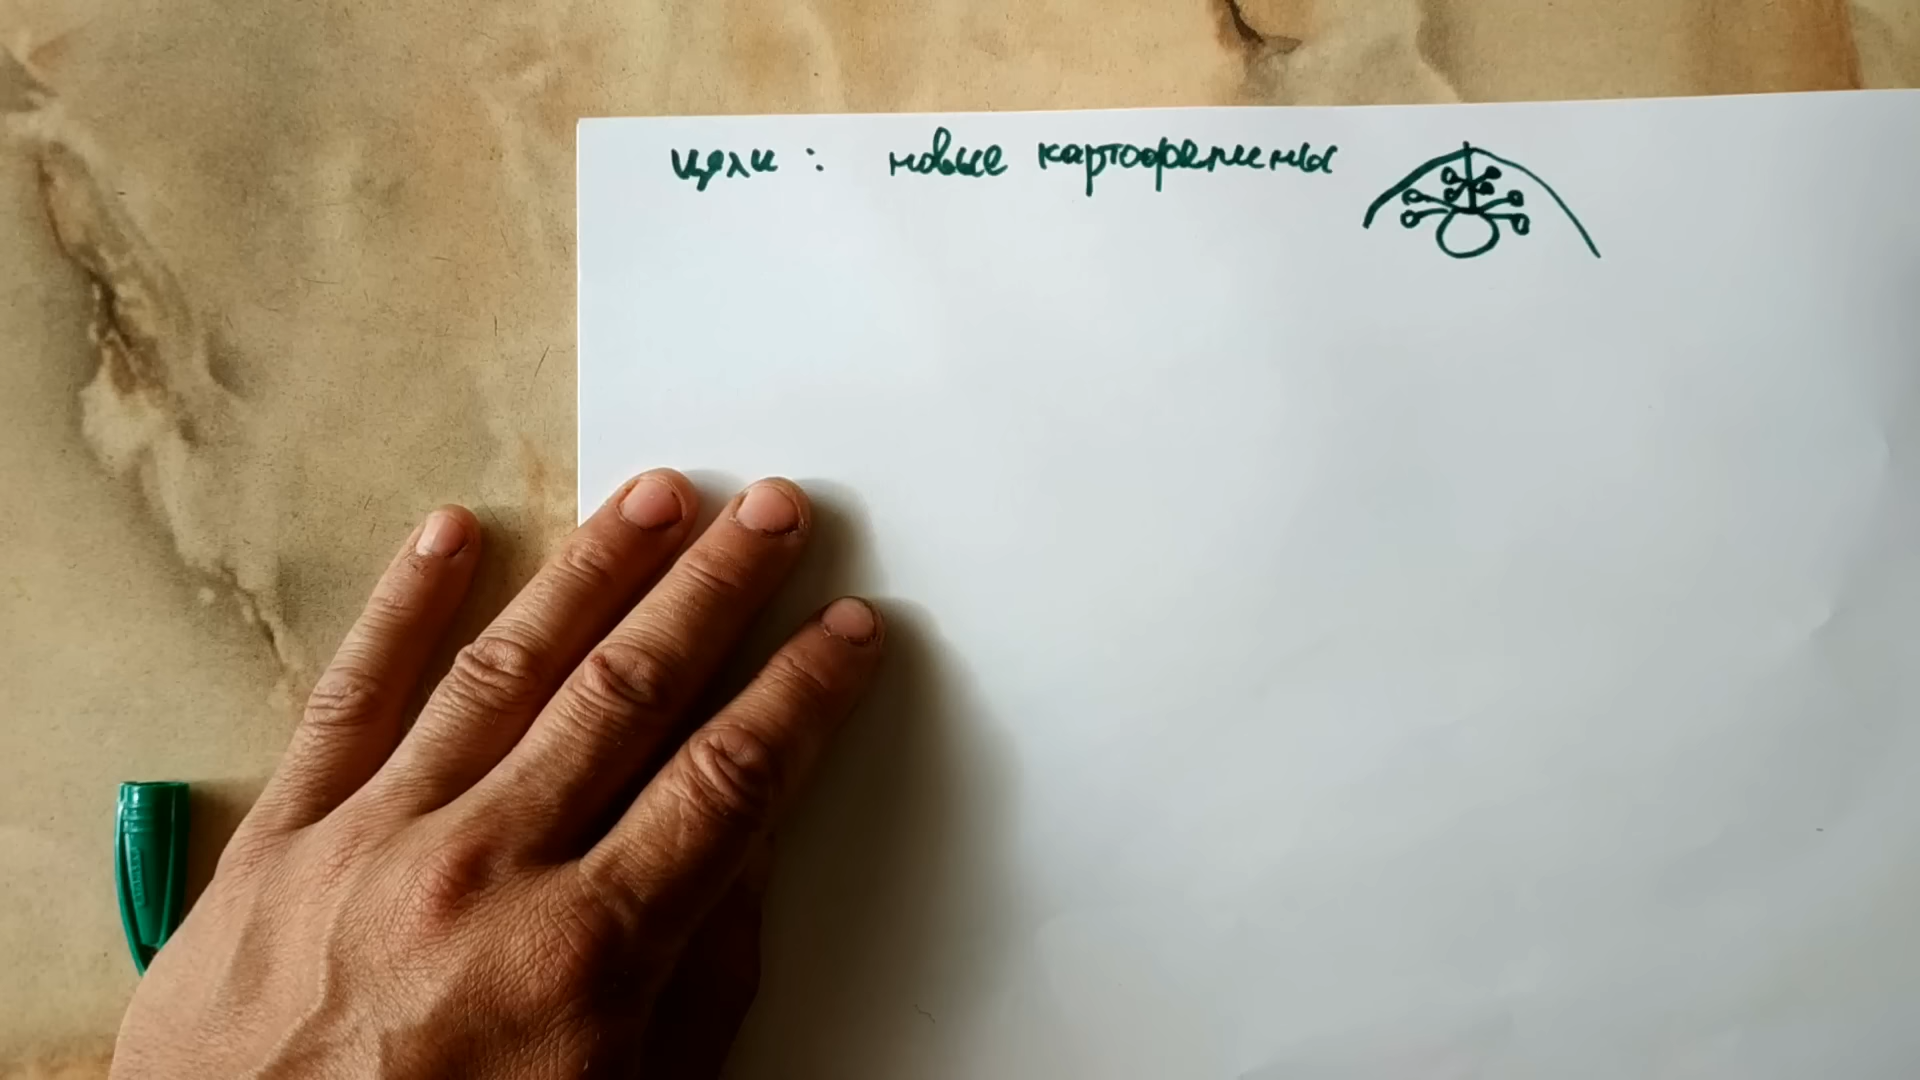 цели: новые картофелины